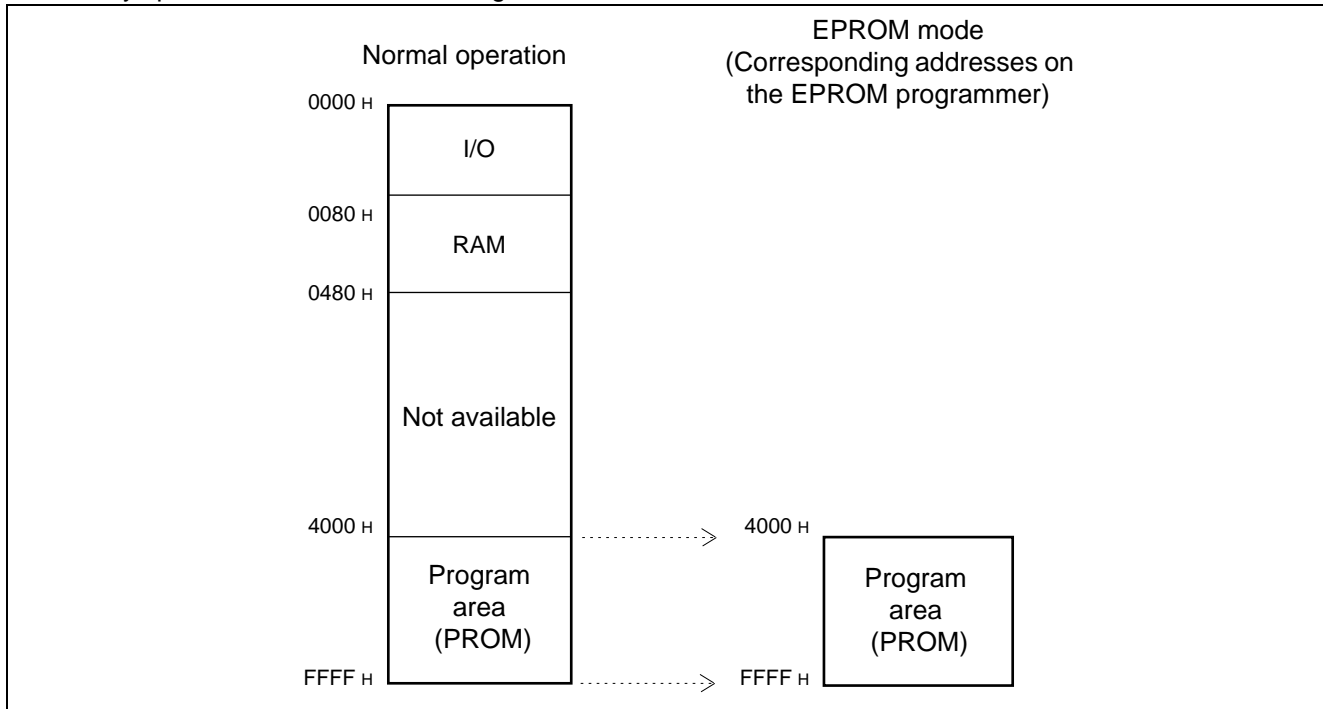 Normal operation
EPROM mode
(Corresponding addresses on
the EPROM programmer)
0000 H
I/O
0080 H
RAM
0480 H
Not available
4000 H
4000 H
Program
area
(PROM)
Program
area
(PROM)
FFFF H
FFFF H